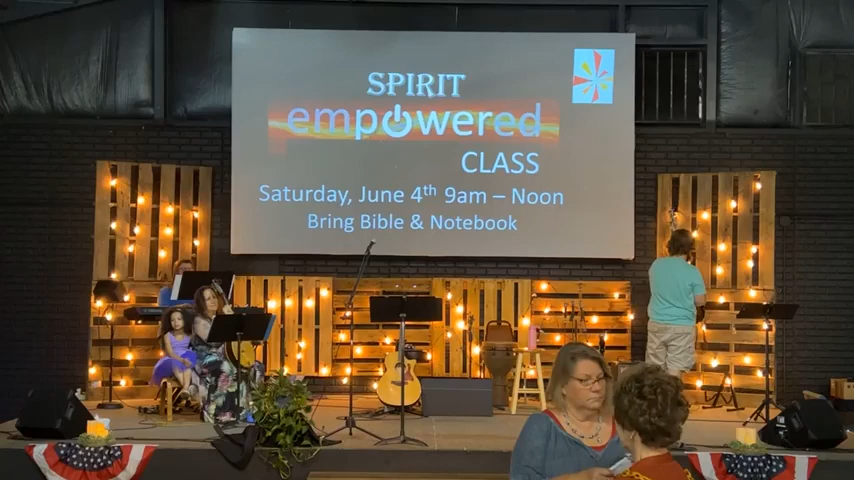 SPIRIT
empowered
CLASS
Saturday, June 4th 9am – Noon
Bring Bible & Notebook